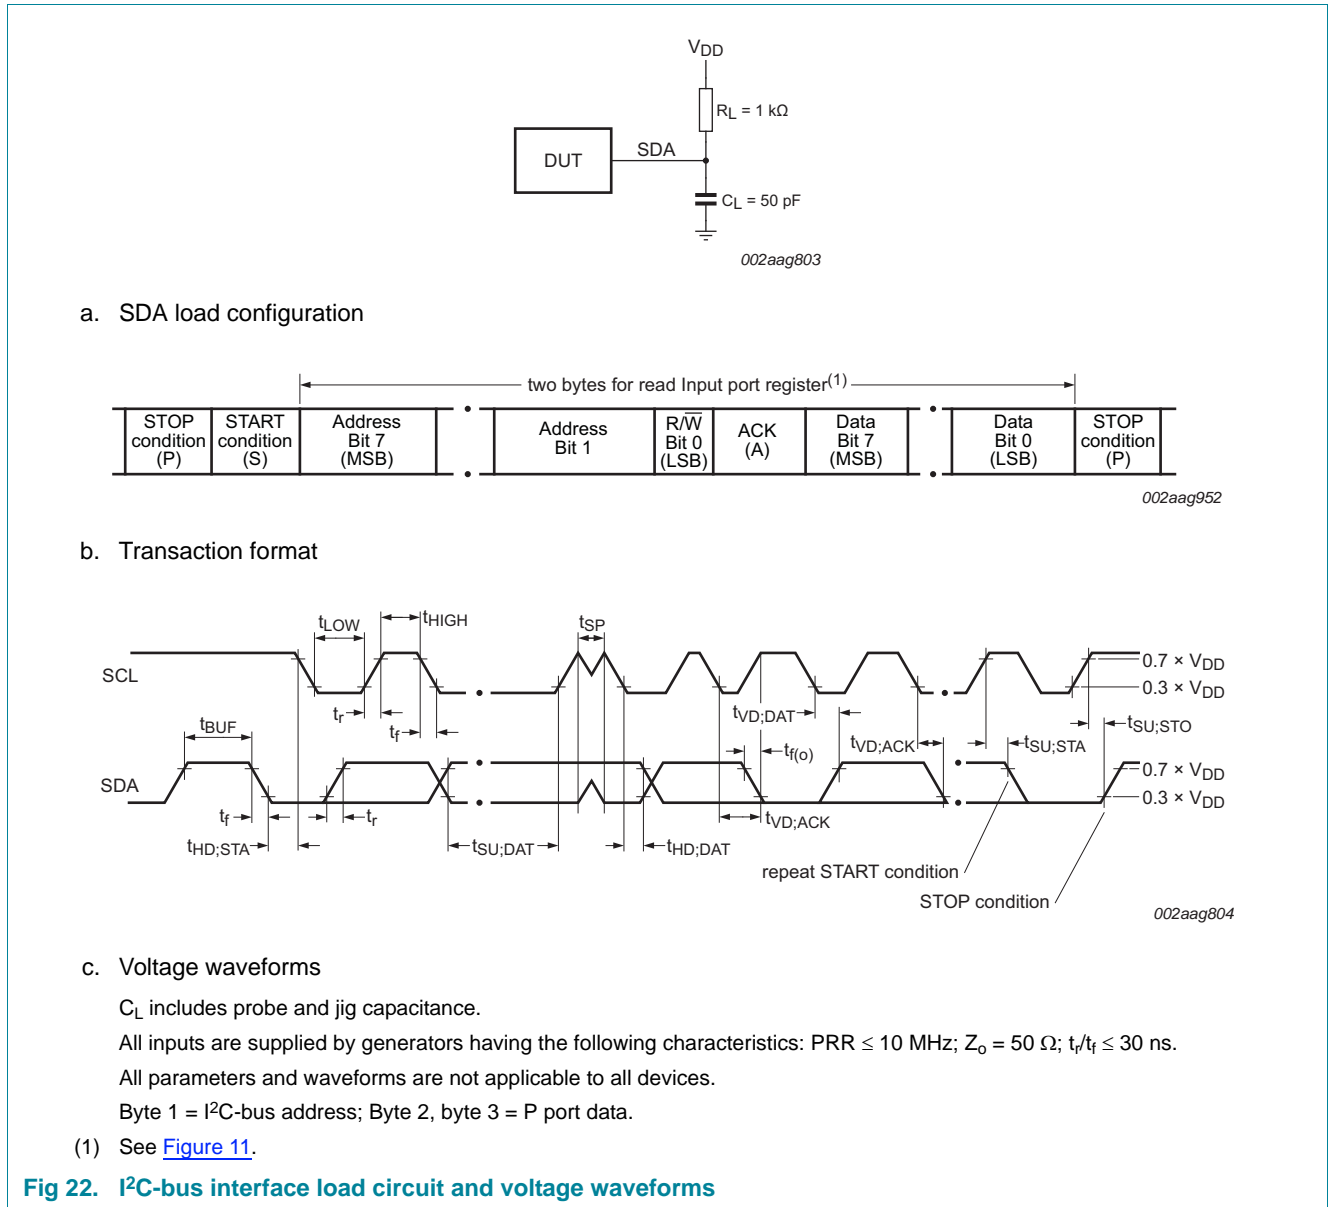 VDD
RL = 1 kΩ
DUT
SDA
CL = 50 pF
002aag803
a. SDA load configuration
two bytes for read Input port register(1)
STOP condition (P)
START condition (S)
Address Bit 7 (MSB)
Address Bit 1
R/W̅ Bit 0 (LSB)
ACK (A)
Data Bit 7 (MSB)
Data Bit 0 (LSB)
STOP condition (P)
002aag952
b. Transaction format
tLOW
tHIGH
tSP
SCL
0.7 × VDD
0.3 × VDD
tr
tf
tVD;DAT
tSU;STO
tBUF
tf(o)
tVD;ACK
tSU;STA
SDA
0.7 × VDD
0.3 × VDD
tf
tr
tVD;ACK
tHD;STA
tSU;DAT
tHD;DAT
repeat START condition
STOP condition
002aag804
c. Voltage waveforms
CL includes probe and jig capacitance.
All inputs are supplied by generators having the following characteristics: PRR ≤ 10 MHz; Zo = 50 Ω; tr/tf ≤ 30 ns.
All parameters and waveforms are not applicable to all devices.
Byte 1 = I2C-bus address; Byte 2, byte 3 = P port data.
(1) See Figure 11.
Fig 22. I2C-bus interface load circuit and voltage waveforms